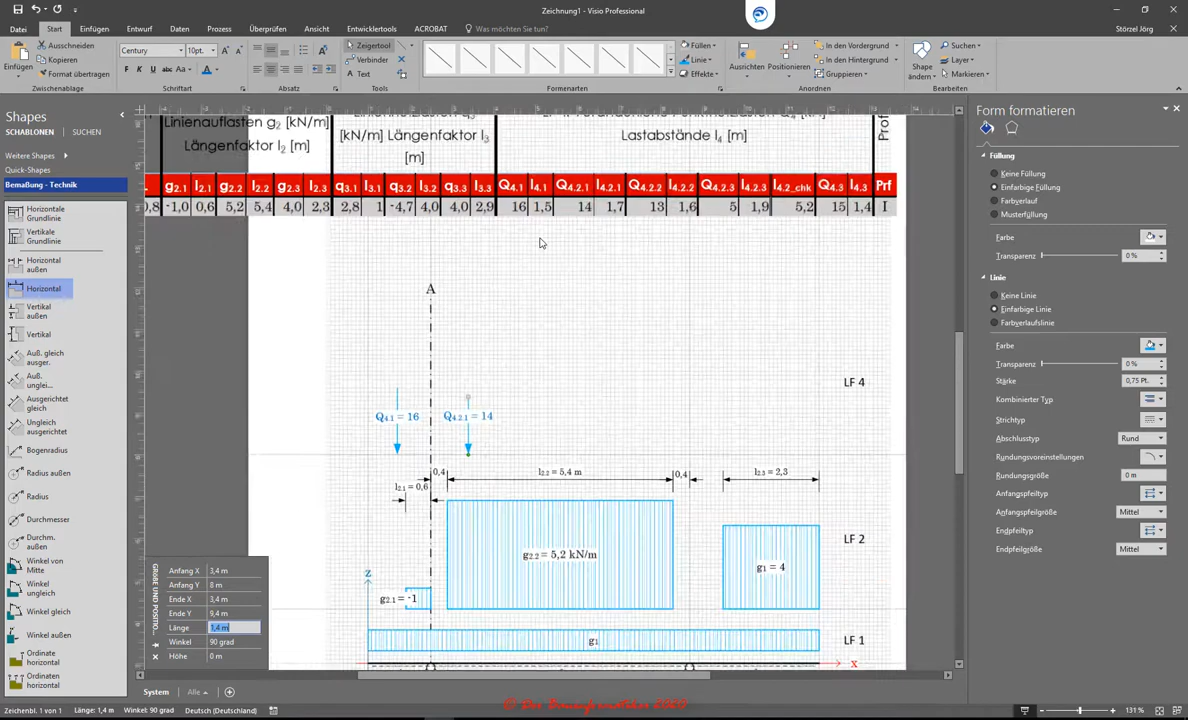 Zeichnung1 - Visio Professional
Störzel Jörg
Datei Start Einfügen Entwurf Daten Prozess Überprüfen Ansicht Entwicklertools ACROBAT Was möchten Sie tun?
Einfügen Ausschneiden Kopieren Format übertragen
Century 10pt.
F K U abc Aa
Zeigertool Verbinder Text
Füllen Linie Effekte
Ausrichten Positionieren
In den Vordergrund In den Hintergrund Gruppieren
Shape ändern
Suchen Layer Markieren
Zwischenablage Schriftart Absatz Tools Formenarten Anordnen Bearbeiten
Shapes
SCHABLONEN SUCHEN
Weitere Shapes
Quick-Shapes
Bemaßung - Technik
Horizontale Grundlinie
Vertikale Grundlinie
Horizontal außen
Horizontal
Vertikal außen
Vertikal
Auß. gleich ausger.
Auß. unglei...
Ausgerichtet gleich
Ungleich ausgerichtet
Bogenradius
Radius außen
Radius
Durchmesser
Durchm. außen
Winkel von Mitte
Winkel ungleich
Winkel gleich
Winkel außen
Ordinate horizontal
Ordinaten horizontal
Linienauflasten g2 [kN/m]
Längenfaktor l2 [m]
[kN/m] Längenfaktor l3
[m]
Lastabstände l4 [m]
Prof
g2.1 l2.1 g2.2 l2.2 g2.3 l2.3 q3.1 l3.1 q3.2 l3.2 q3.3 l3.3 Q4.1 l4.1 Q4.2.1 l4.2.1 Q4.2.2 l4.2.2 Q4.2.3 l4.2.3 l4.2_chk Q4.3 l4.3 Prf
0,8 -1,0 0,6 5,2 5,4 4,0 2,3 2,8 1 -4,7 4,0 4,0 2,9 16 1,5 14 1,7 13 1,6 5 1,9 5,2 15 1,4 I
A
LF 4
Q4.1 = 16 Q4.2.1 = 14
0,4 l2.2 = 5,4 m 0,4 l2.3 = 2,3
l2.1 = 0,6
g2.2 = 5,2 kN/m
LF 2
g1 = 4
z
g2.1 = -1
g1
LF 1
x
GRÖßE UND POSITIO...
Anfang X 3,4 m
Anfang Y 8 m
Ende X 3,4 m
Ende Y 9,4 m
Länge 1,4 m
Winkel 90 grad
Höhe 0 m
Form formatieren
Füllung
Keine Füllung
Einfarbige Füllung
Farbverlauf
Musterfüllung
Farbe
Transparenz 0 %
Linie
Keine Linie
Einfarbige Linie
Farbverlaufslinie
Farbe
Transparenz 0 %
Stärke 0,75 Pt.
Kombinierter Typ
Strichtyp
Abschlusstyp Rund
Rundungsvoreinstellungen
Rundungsgröße 0 m
Anfangspfeiltyp
Anfangspfeilgröße Mittel
Endpfeiltyp
Endpfeilgröße Mittel
System Alle
© Der Bauinformatiker 2020
Zeichenbl. 1 von 1 Länge: 1,4 m Winkel: 90 grad Deutsch (Deutschland)
131 %